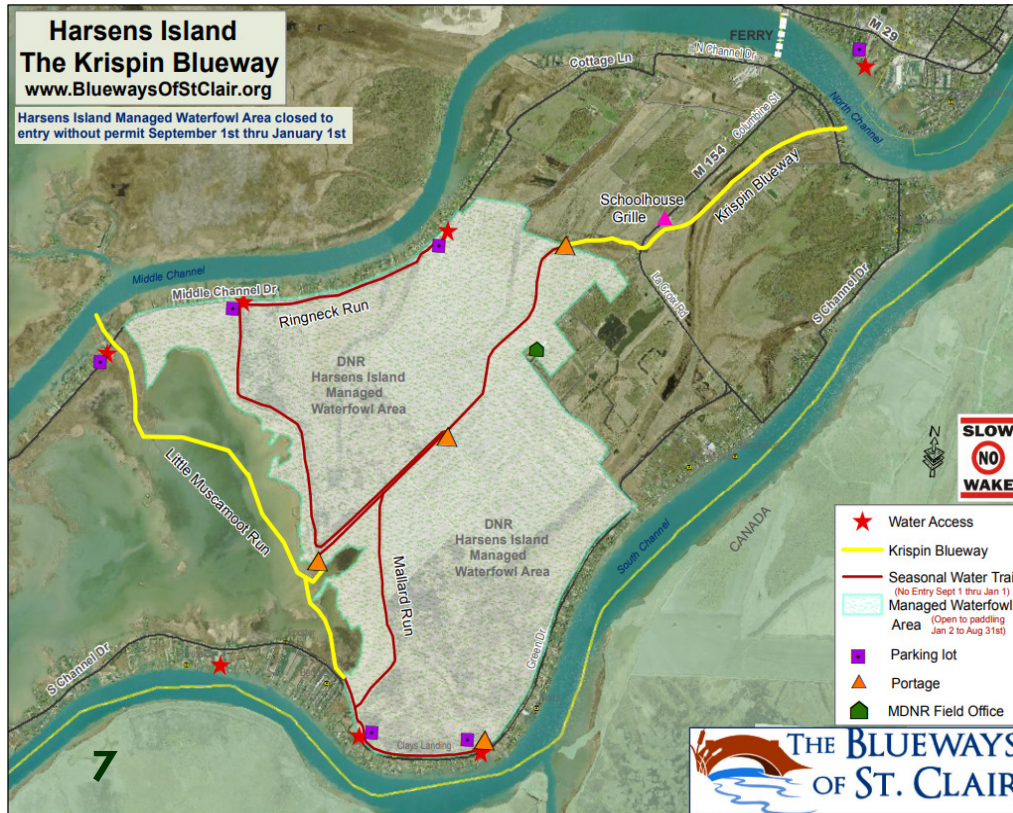 Harsens Island
The Krispin Blueway
www.BluewaysOfStClair.org
Harsens Island Managed Waterfowl Area closed to
entry without permit September 1st thru January 1st
FERRY
M 29
N Channel Dr
Cottage Ln
North Channel
Columbine St
M 154
Krispin Blueway
Schoolhouse
Grille
Middle Channel
Middle Channel Dr
Ringneck Run
La Croix Rd
S Channel Dr
DNR
Harsens Island
Managed
Waterfowl Area
Little Muscamoot Run
DNR
Harsens Island
Managed
Waterfowl Area
Mallard Run
South Channel
CANADA
Green Dr
S Channel Dr
Clays Landing
7
N
SLOW
NO
WAKE
Water Access
Krispin Blueway
Seasonal Water Trai
(No Entry Sept 1 thru Jan 1)
Managed Waterfowl
Area (Open to paddling
Jan 2 to Aug 31st)
Parking lot
Portage
MDNR Field Office
THE BLUEWAYS
OF ST. CLAIR